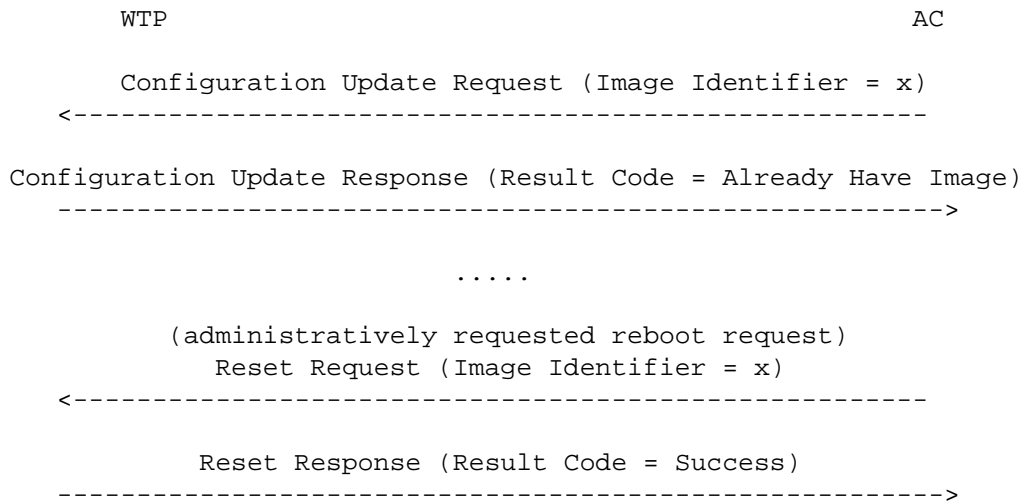 WTP                                               AC
Configuration Update Request (Image Identifier = x)
<------------------------------------------------------
Configuration Update Response (Result Code = Already Have Image)
-------------------------------------------------------->
.....
(administratively requested reboot request)
Reset Request (Image Identifier = x)
<------------------------------------------------------
Reset Response (Result Code = Success)
-------------------------------------------------------->